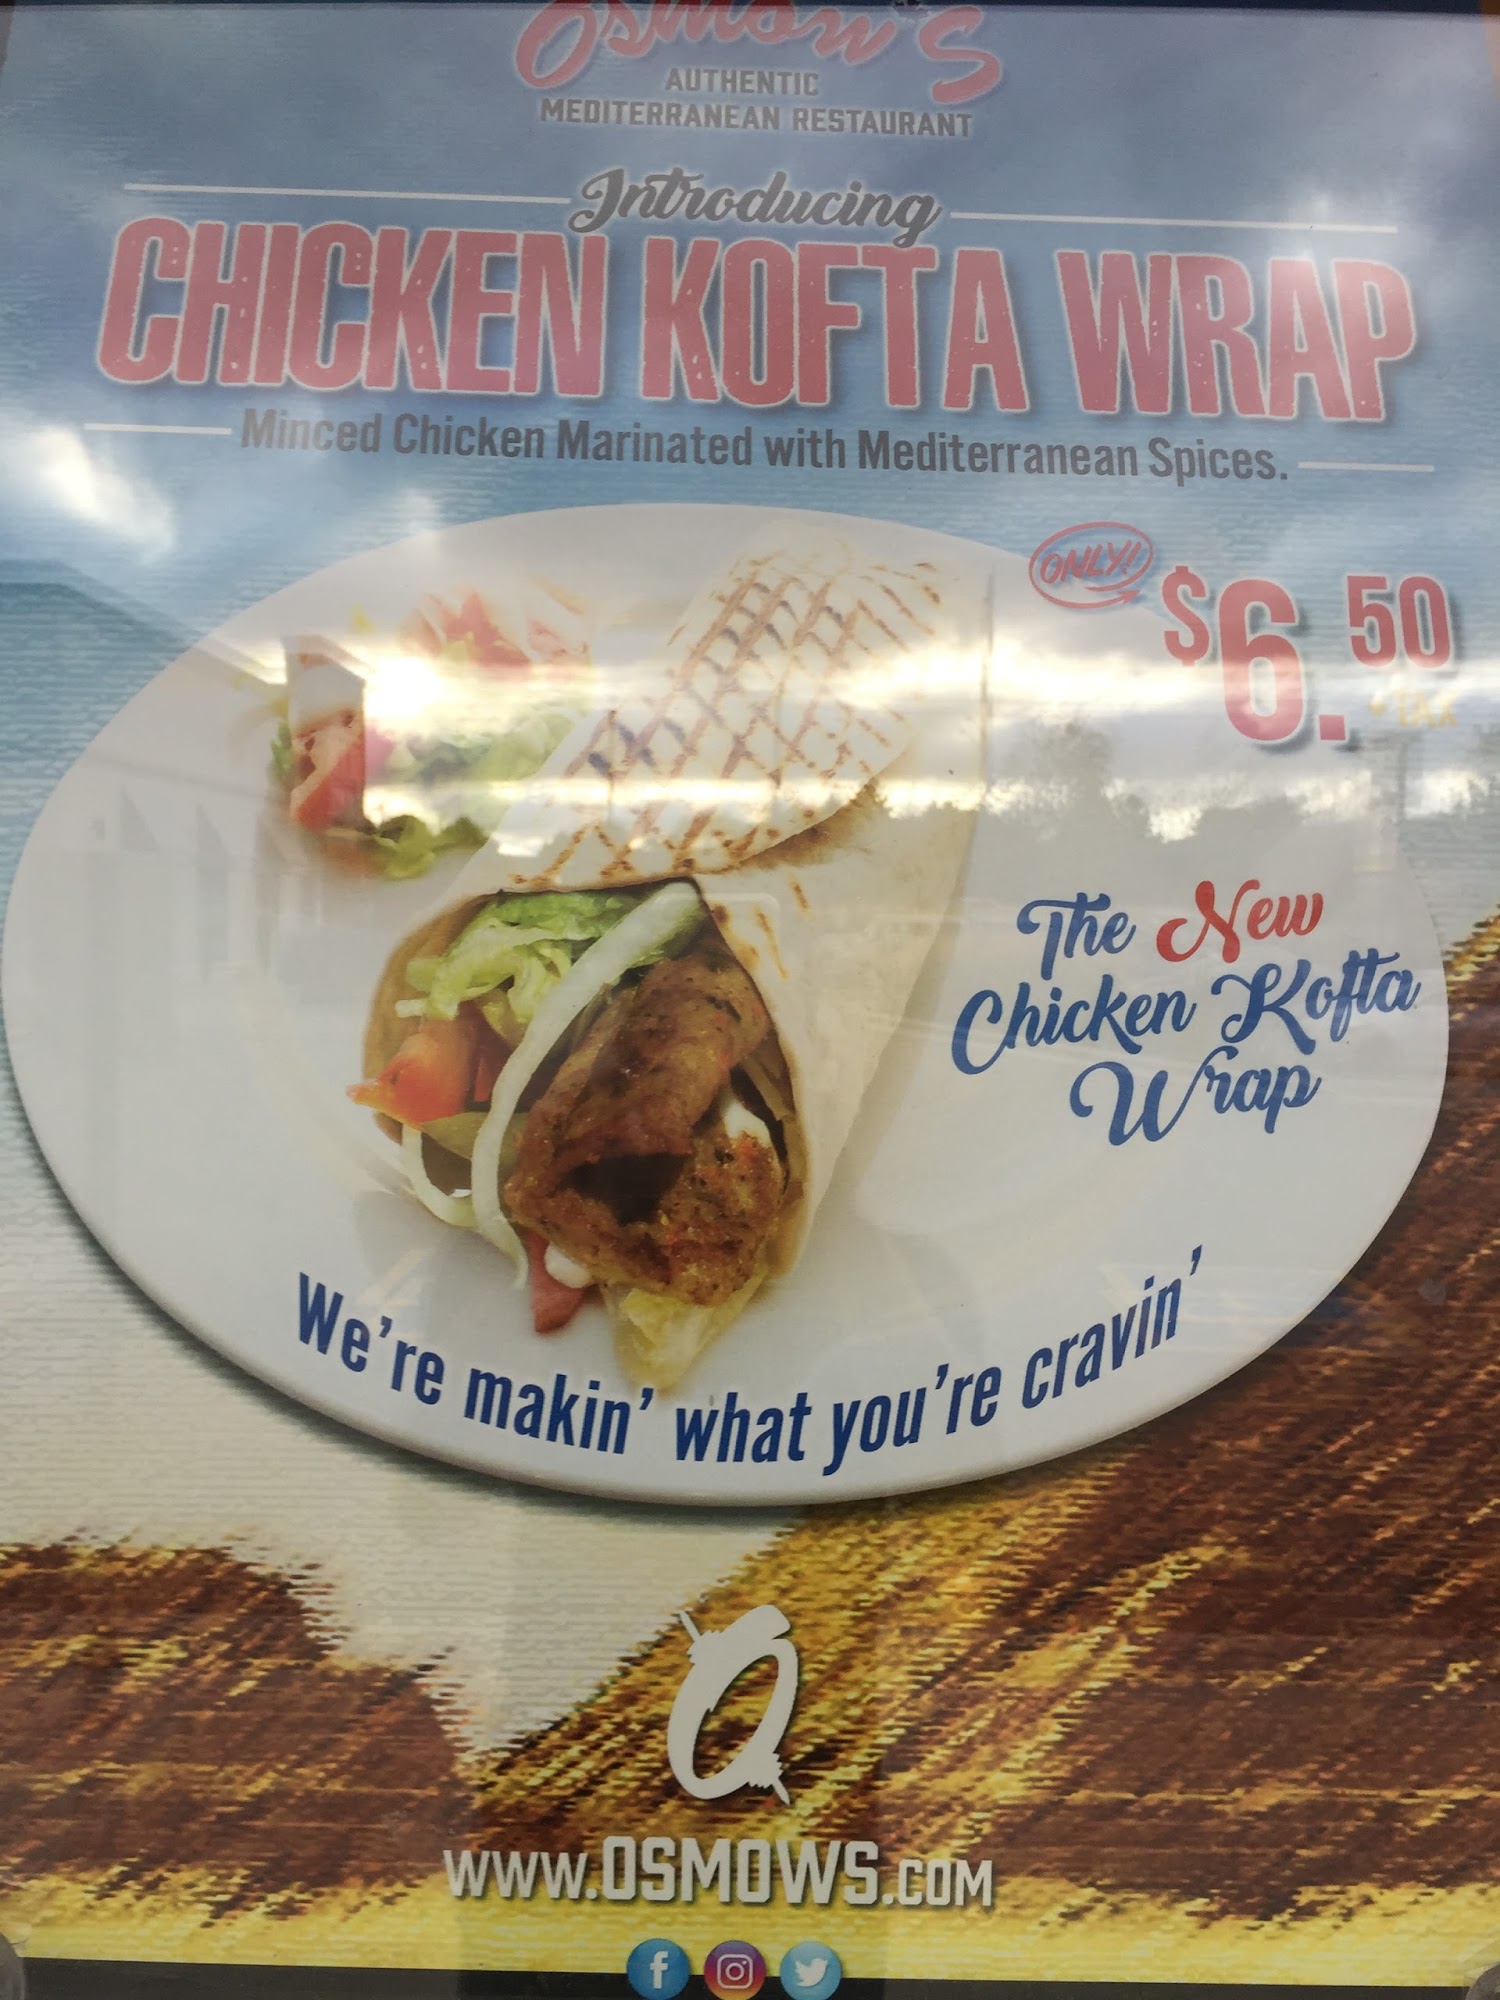 Osmow's
AUTHENTIC
MEDITERRANEAN RESTAURANT
Introducing
CHICKEN KOFTA WRAP
Minced Chicken Marinated with Mediterranean Spices.
ONLY!
$6.50
+TAX
The New
Chicken Kofta
Wrap
We're makin' what you're cravin'
WWW.OSMOWS.COM